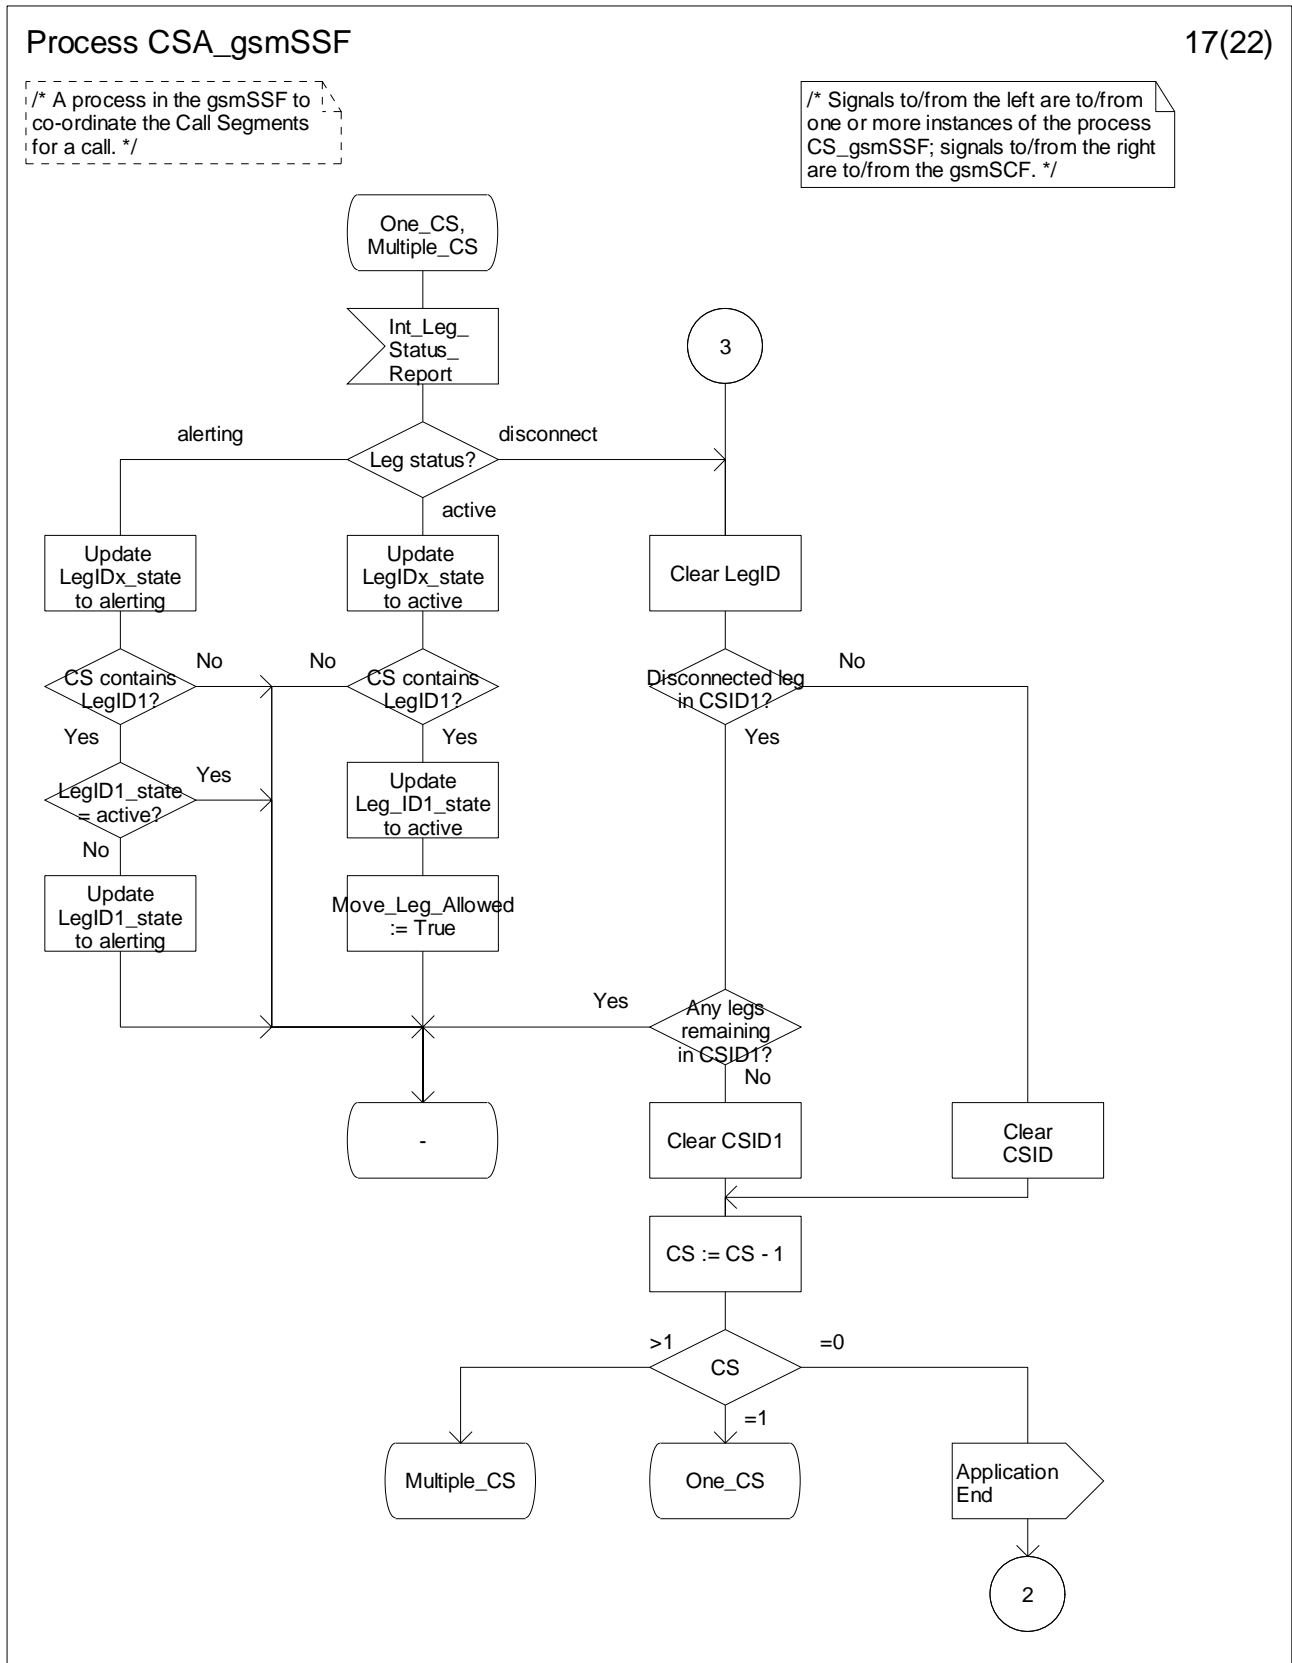 Process CSA_gsmSSF
17(22)
/* A process in the gsmSSF to
co-ordinate the Call Segments
for a call. */
/* Signals to/from the left are to/from
one or more instances of the process
CS_gsmSSF; signals to/from the right
are to/from the gsmSCF. */
One_CS,
Multiple_CS
Int_Leg_
Status_
Report
3
alerting
Leg status?
disconnect
active
Update
LegIDx_state
to alerting
Update
LegIDx_state
to active
Clear LegID
CS contains
LegID1?
No
No
CS contains
LegID1?
Disconnected leg
in CSID1?
No
Yes
Yes
Yes
LegID1_state
= active?
Yes
Update
Leg_ID1_state
to active
No
Update
LegID1_state
to alerting
Move_Leg_Allowed
:= True
Yes
Any legs
remaining
in CSID1?
No
-
Clear CSID1
Clear
CSID
CS := CS - 1
>1
CS
=0
=1
Multiple_CS
One_CS
Application
End
2